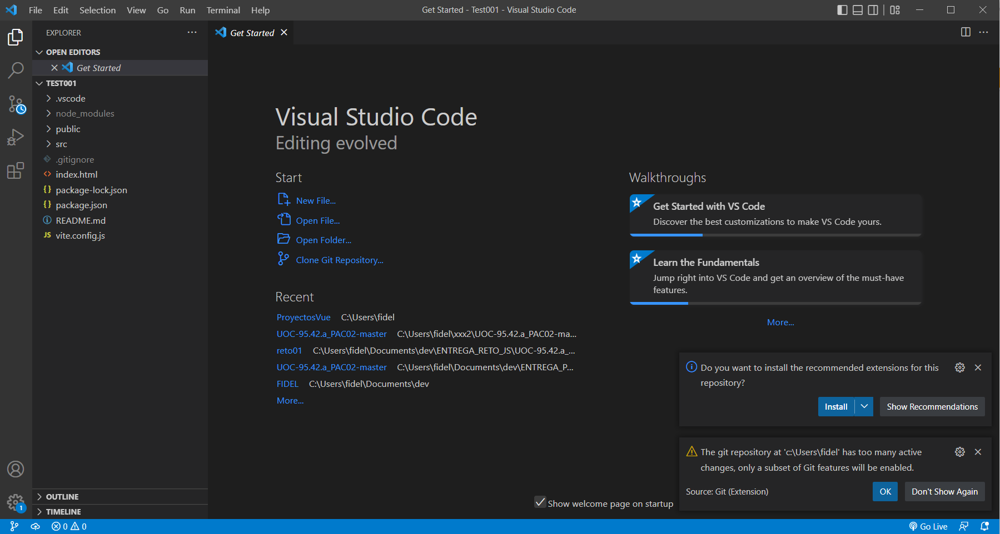 File Edit Selection View Go Run Terminal Help
Get Started - Test001 - Visual Studio Code
EXPLORER
OPEN EDITORS
Get Started
TEST001
.vscode
node_modules
public
src
.gitignore
index.html
package-lock.json
package.json
README.md
JS vite.config.js
OUTLINE
TIMELINE
Get Started
Visual Studio Code
Editing evolved
Start
New File...
Open File...
Open Folder...
Clone Git Repository...
Recent
ProyectosVue C:\Users\fidel
UOC-95.42.a_PAC02-master C:\Users\fidel\xxx2\UOC-95.42.a_PAC02-ma...
reto01 C:\Users\fidel\Documents\dev\ENTREGA_RETO_JS\UOC-95.42.a_...
UOC-95.42.a_PAC02-master C:\Users\fidel\Documents\dev\ENTREGA_P...
FIDEL C:\Users\fidel\Documents\dev
More...
Walkthroughs
Get Started with VS Code
Discover the best customizations to make VS Code yours.
Learn the Fundamentals
Jump right into VS Code and get an overview of the must-have
features.
More...
Do you want to install the recommended extensions for this
repository?
Install Show Recommendations
The git repository at 'c:\Users\fidel' has too many active
changes, only a subset of Git features will be enabled.
Source: Git (Extension) OK Don't Show Again
Show welcome page on startup
1
0 0 Go Live